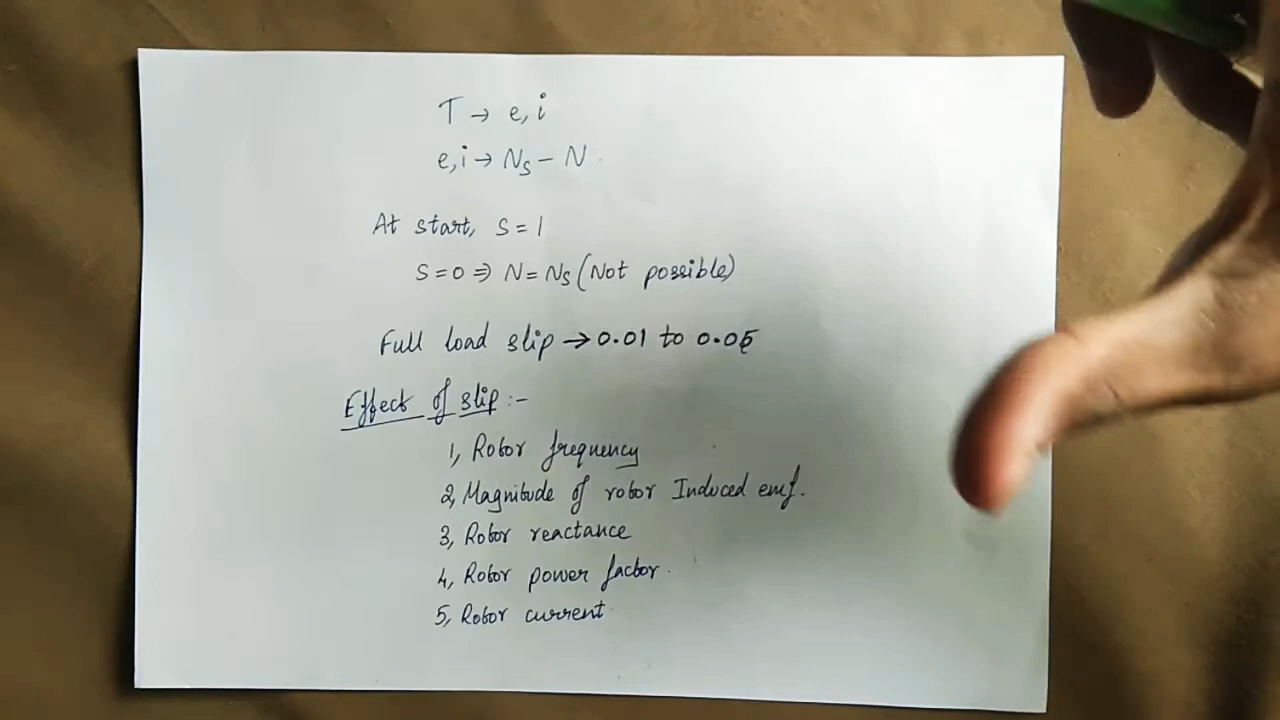 T → e, i
e, i → Ns - N
At start, S = 1
S = 0 ⇒ N = Ns (Not possible)
Full load slip → 0.01 to 0.05
Effect of slip :-
1, Rotor frequency
2, Magnitude of rotor Induced emf.
3, Rotor reactance
4, Rotor power factor.
5, Rotor current